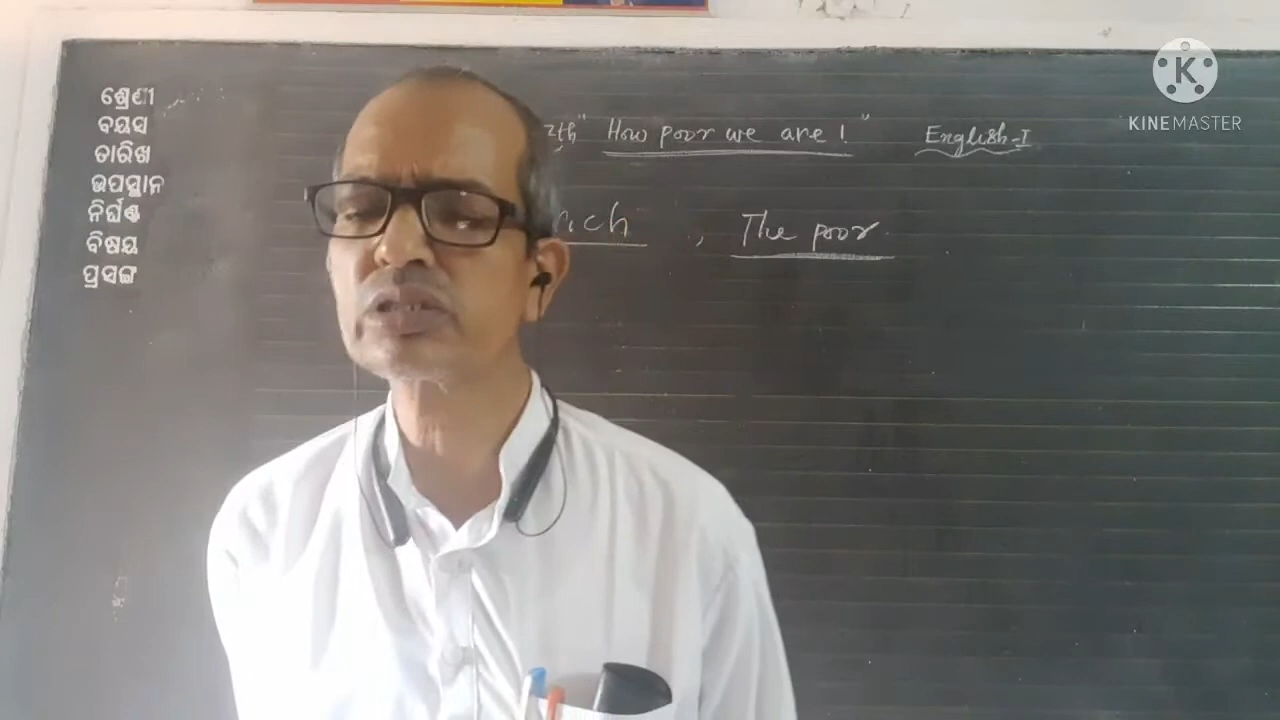 ଶ୍ରେଣୀ
ବୟସ
ତାରିଖ
ଉପସ୍ଥାନ
ନିର୍ଘଣ୍ଟ
ବିଷୟ
ପ୍ରସଙ୍ଗ
"How poor we are! " English-I
rich , The poor
KINEMASTER